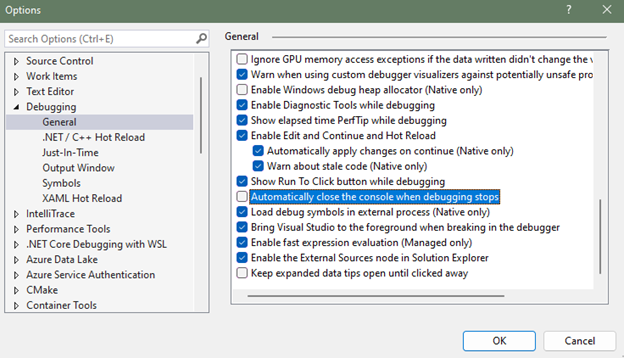 Options
?
Search Options (Ctrl+E)
Source Control
Work Items
Text Editor
Debugging
General
.NET / C++ Hot Reload
Just-In-Time
Output Window
Symbols
XAML Hot Reload
IntelliTrace
Performance Tools
.NET Core Debugging with WSL
Azure Data Lake
Azure Service Authentication
CMake
Container Tools
General
Ignore GPU memory access exceptions if the data written didn't change the v
Warn when using custom debugger visualizers against potentially unsafe pro
Enable Windows debug heap allocator (Native only)
Enable Diagnostic Tools while debugging
Show elapsed time PerfTip while debugging
Enable Edit and Continue and Hot Reload
Automatically apply changes on continue (Native only)
Warn about stale code (Native only)
Show Run To Click button while debugging
Automatically close the console when debugging stops
Load debug symbols in external process (Native only)
Bring Visual Studio to the foreground when breaking in the debugger
Enable fast expression evaluation (Managed only)
Enable the External Sources node in Solution Explorer
Keep expanded data tips open until clicked away
OK
Cancel